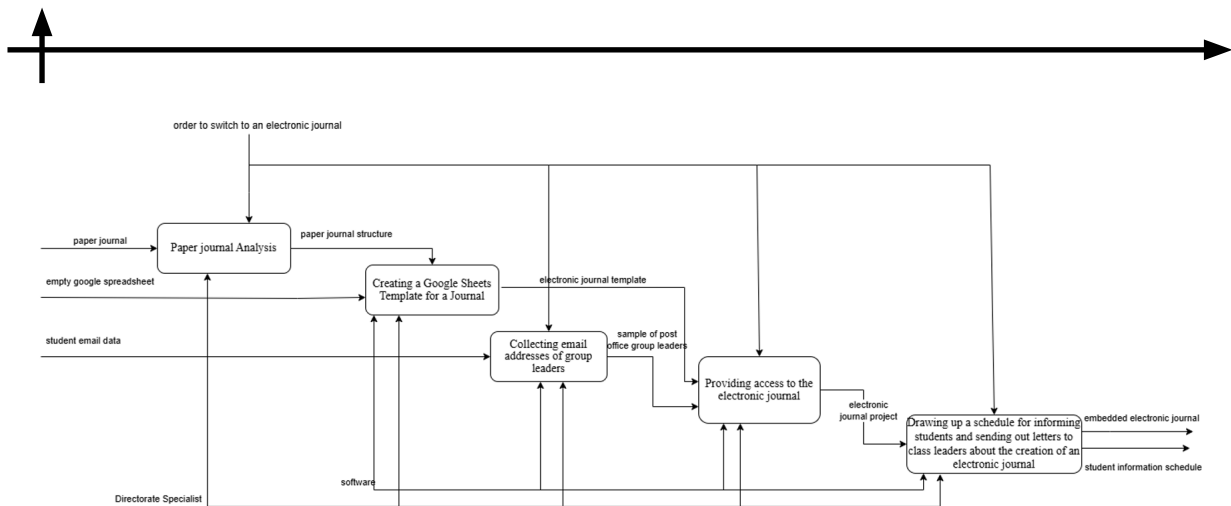 order to switch to an electronic journal
paper journal
Paper journal Analysis
paper journal structure
empty google spreadsheet
Creating a Google Sheets
Template for a Journal
electronic journal template
student email data
Collecting email
addresses of group
leaders
sample of post
office group leaders
Providing access to the
electronic journal
electronic
journal project
Drawing up a schedule for informing
students and sending out letters to
class leaders about the creation of an
electronic journal
embedded electronic journal
student information schedule
software
Directorate Specialist